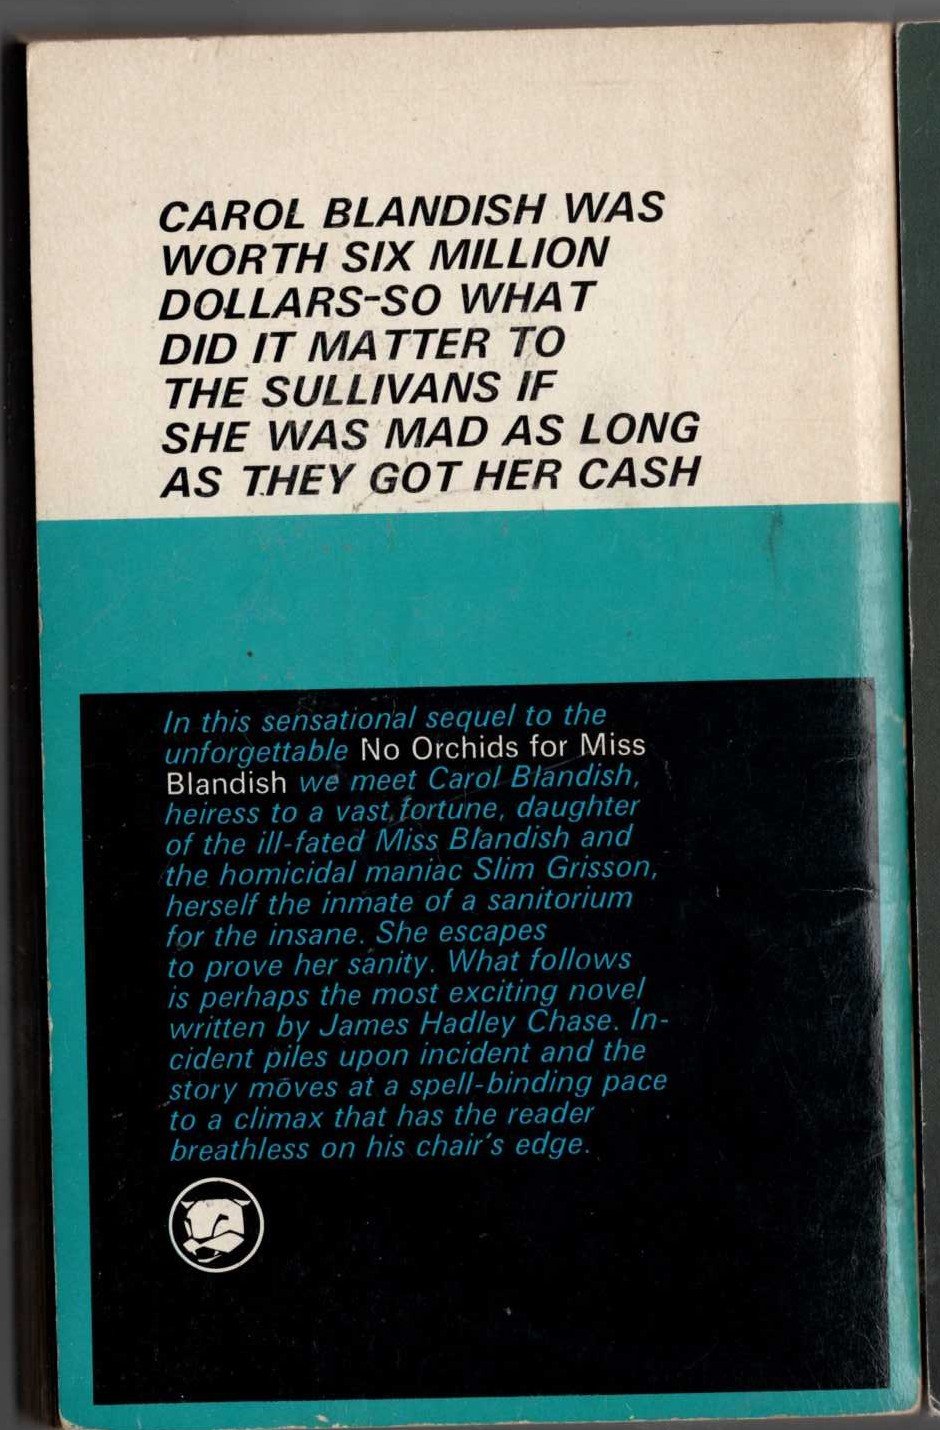 CAROL BLANDISH WAS
WORTH SIX MILLION
DOLLARS-SO WHAT
DID IT MATTER TO
THE SULLIVANS IF
SHE WAS MAD AS LONG
AS THEY GOT HER CASH
In this sensational sequel to the
unforgettable No Orchids for Miss
Blandish we meet Carol Blandish,
heiress to a vast fortune, daughter
of the ill-fated Miss Blandish and
the homicidal maniac Slim Grisson,
herself the inmate of a sanitorium
for the insane. She escapes
to prove her sanity. What follows
is perhaps the most exciting novel
written by James Hadley Chase. In-
cident piles upon incident and the
story moves at a spell-binding pace
to a climax that has the reader
breathless on his chair's edge.